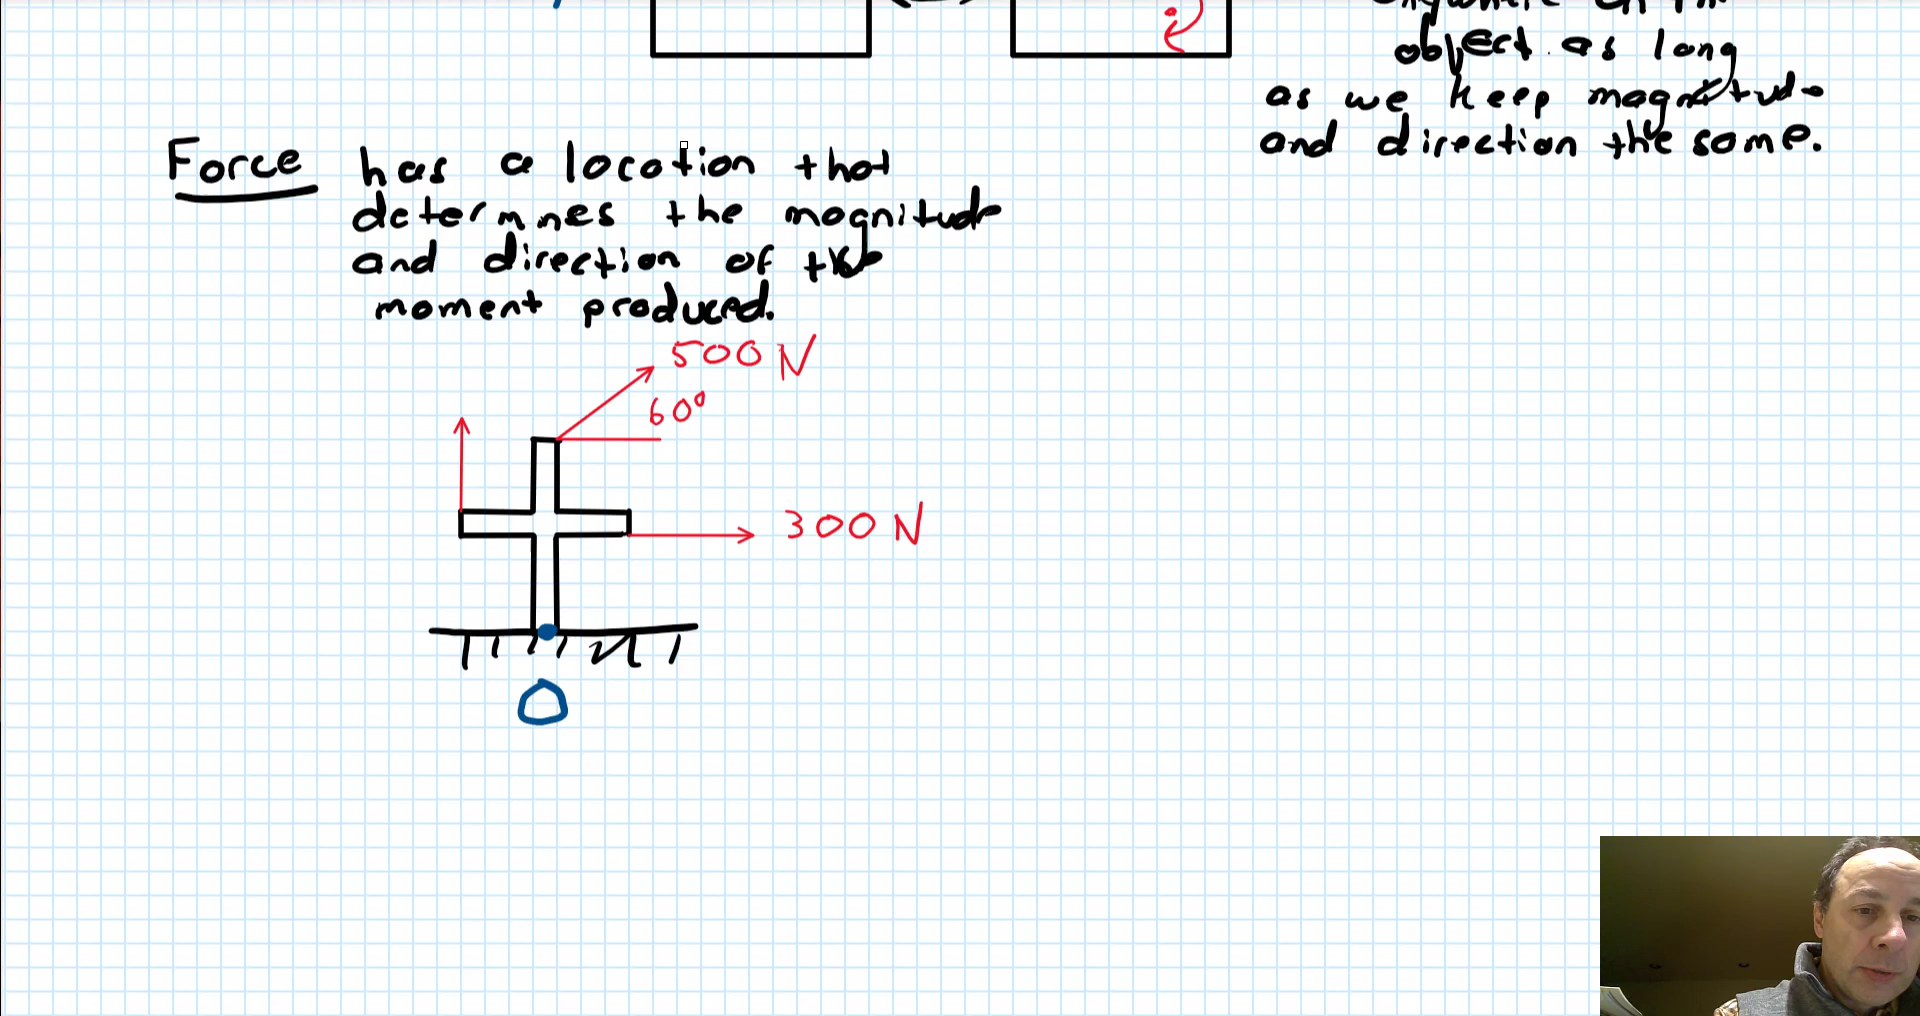 object as long
as we keep magnitude
and direction the same.
Force has a location that
determines the magnitude
and direction of the
moment produced.
500 N
60°
300 N
O